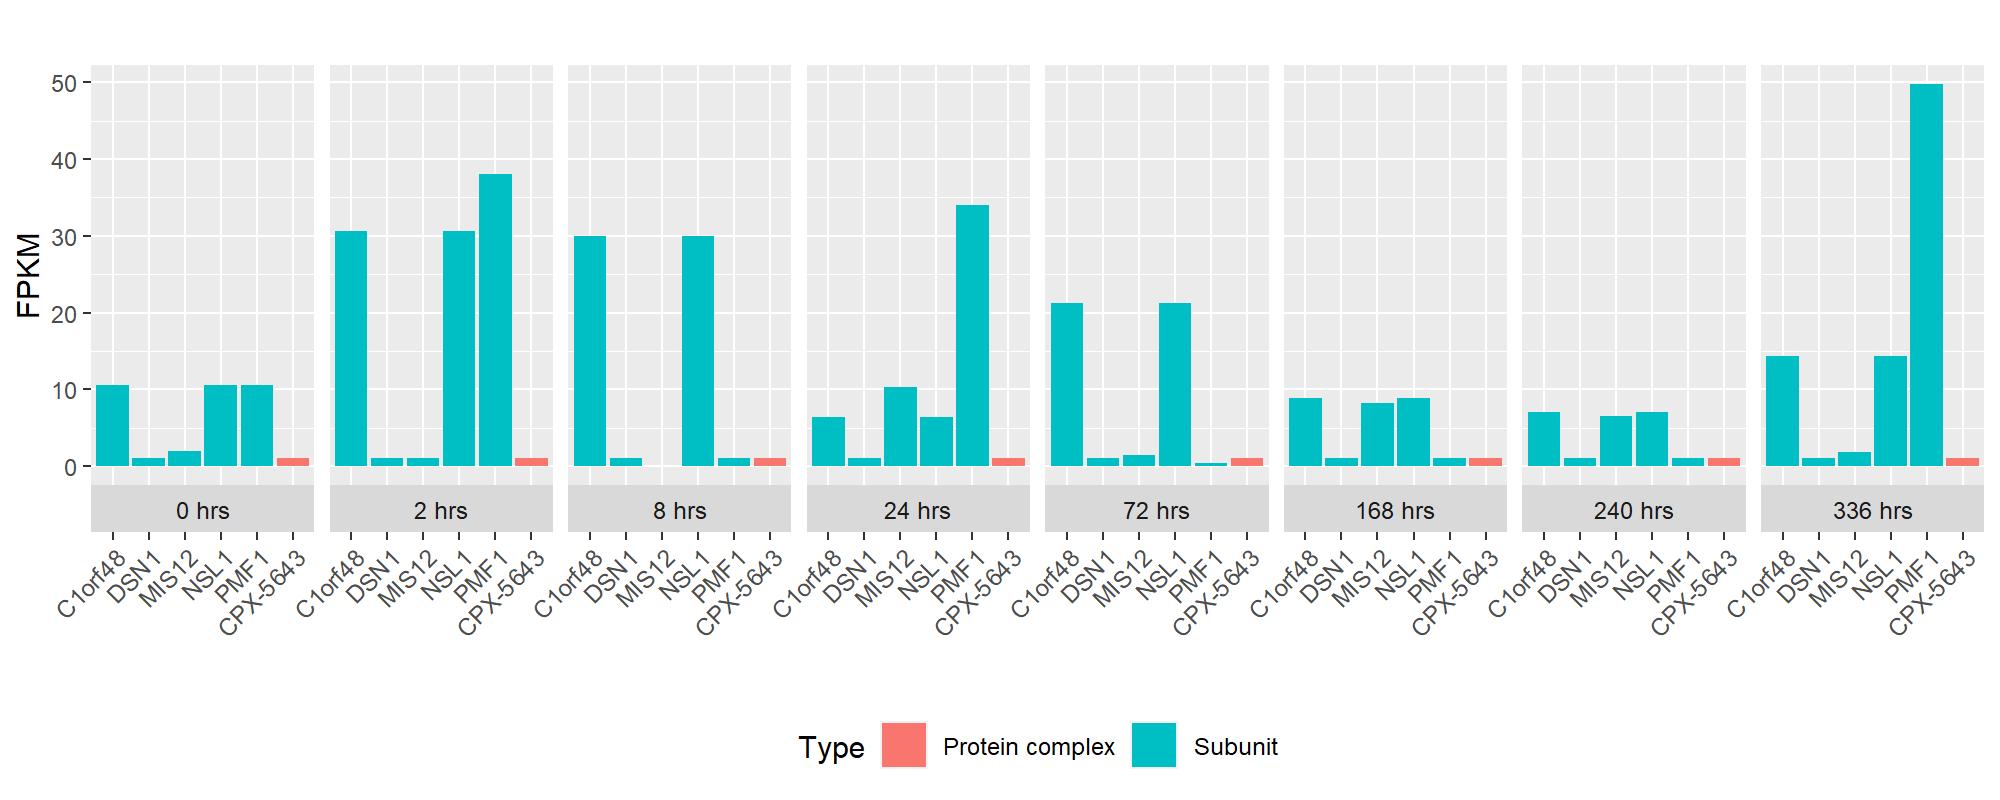 FPKM
50
40
30
20
10
0
0 hrs 2 hrs 8 hrs 24 hrs 72 hrs 168 hrs 240 hrs 336 hrs
C1orf48 DSN1 MIS12 NSL1 PMF1 CPX-5643 C1orf48 DSN1 MIS12 NSL1 PMF1 CPX-5643 C1orf48 DSN1 MIS12 NSL1 PMF1 CPX-5643 C1orf48 DSN1 MIS12 NSL1 PMF1 CPX-5643 C1orf48 DSN1 MIS12 NSL1 PMF1 CPX-5643 C1orf48 DSN1 MIS12 NSL1 PMF1 CPX-5643 C1orf48 DSN1 MIS12 NSL1 PMF1 CPX-5643 C1orf48 DSN1 MIS12 NSL1 PMF1 CPX-5643
Type Protein complex Subunit